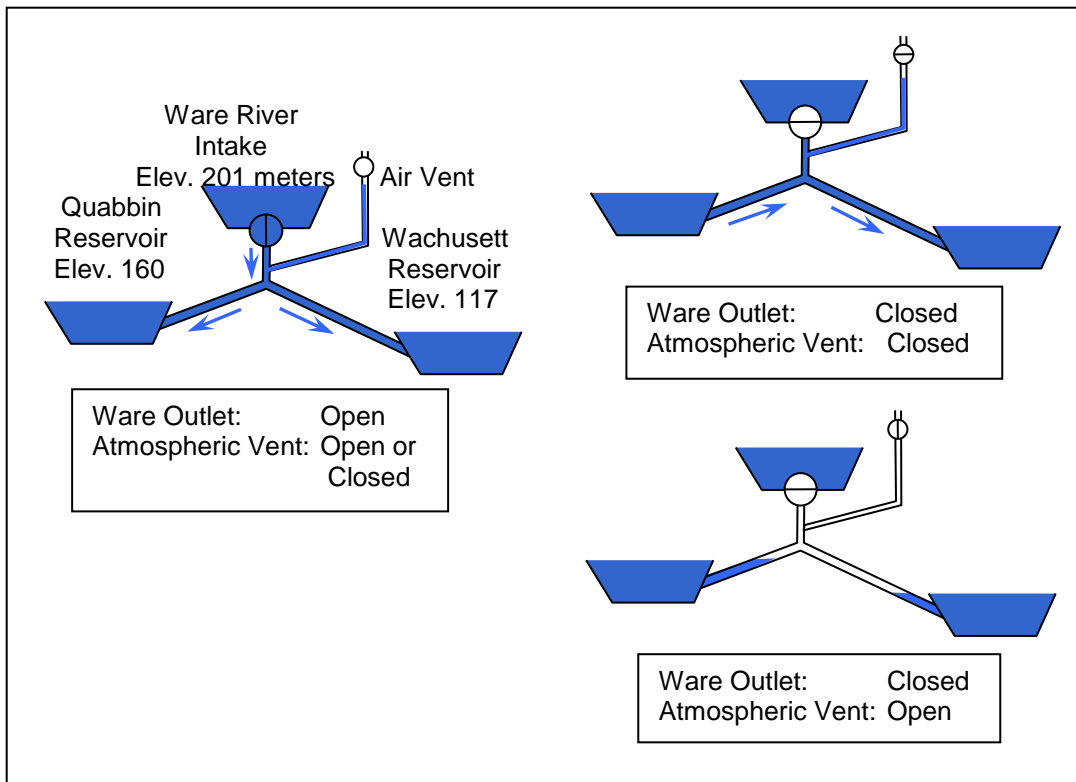 Ware River
Intake
Elev. 201 meters
Air Vent
Quabbin
Reservoir
Elev. 160
Wachusett
Reservoir
Elev. 117
Ware Outlet: Open
Atmospheric Vent: Open or
Closed
Ware Outlet: Closed
Atmospheric Vent: Closed
Ware Outlet: Closed
Atmospheric Vent: Open